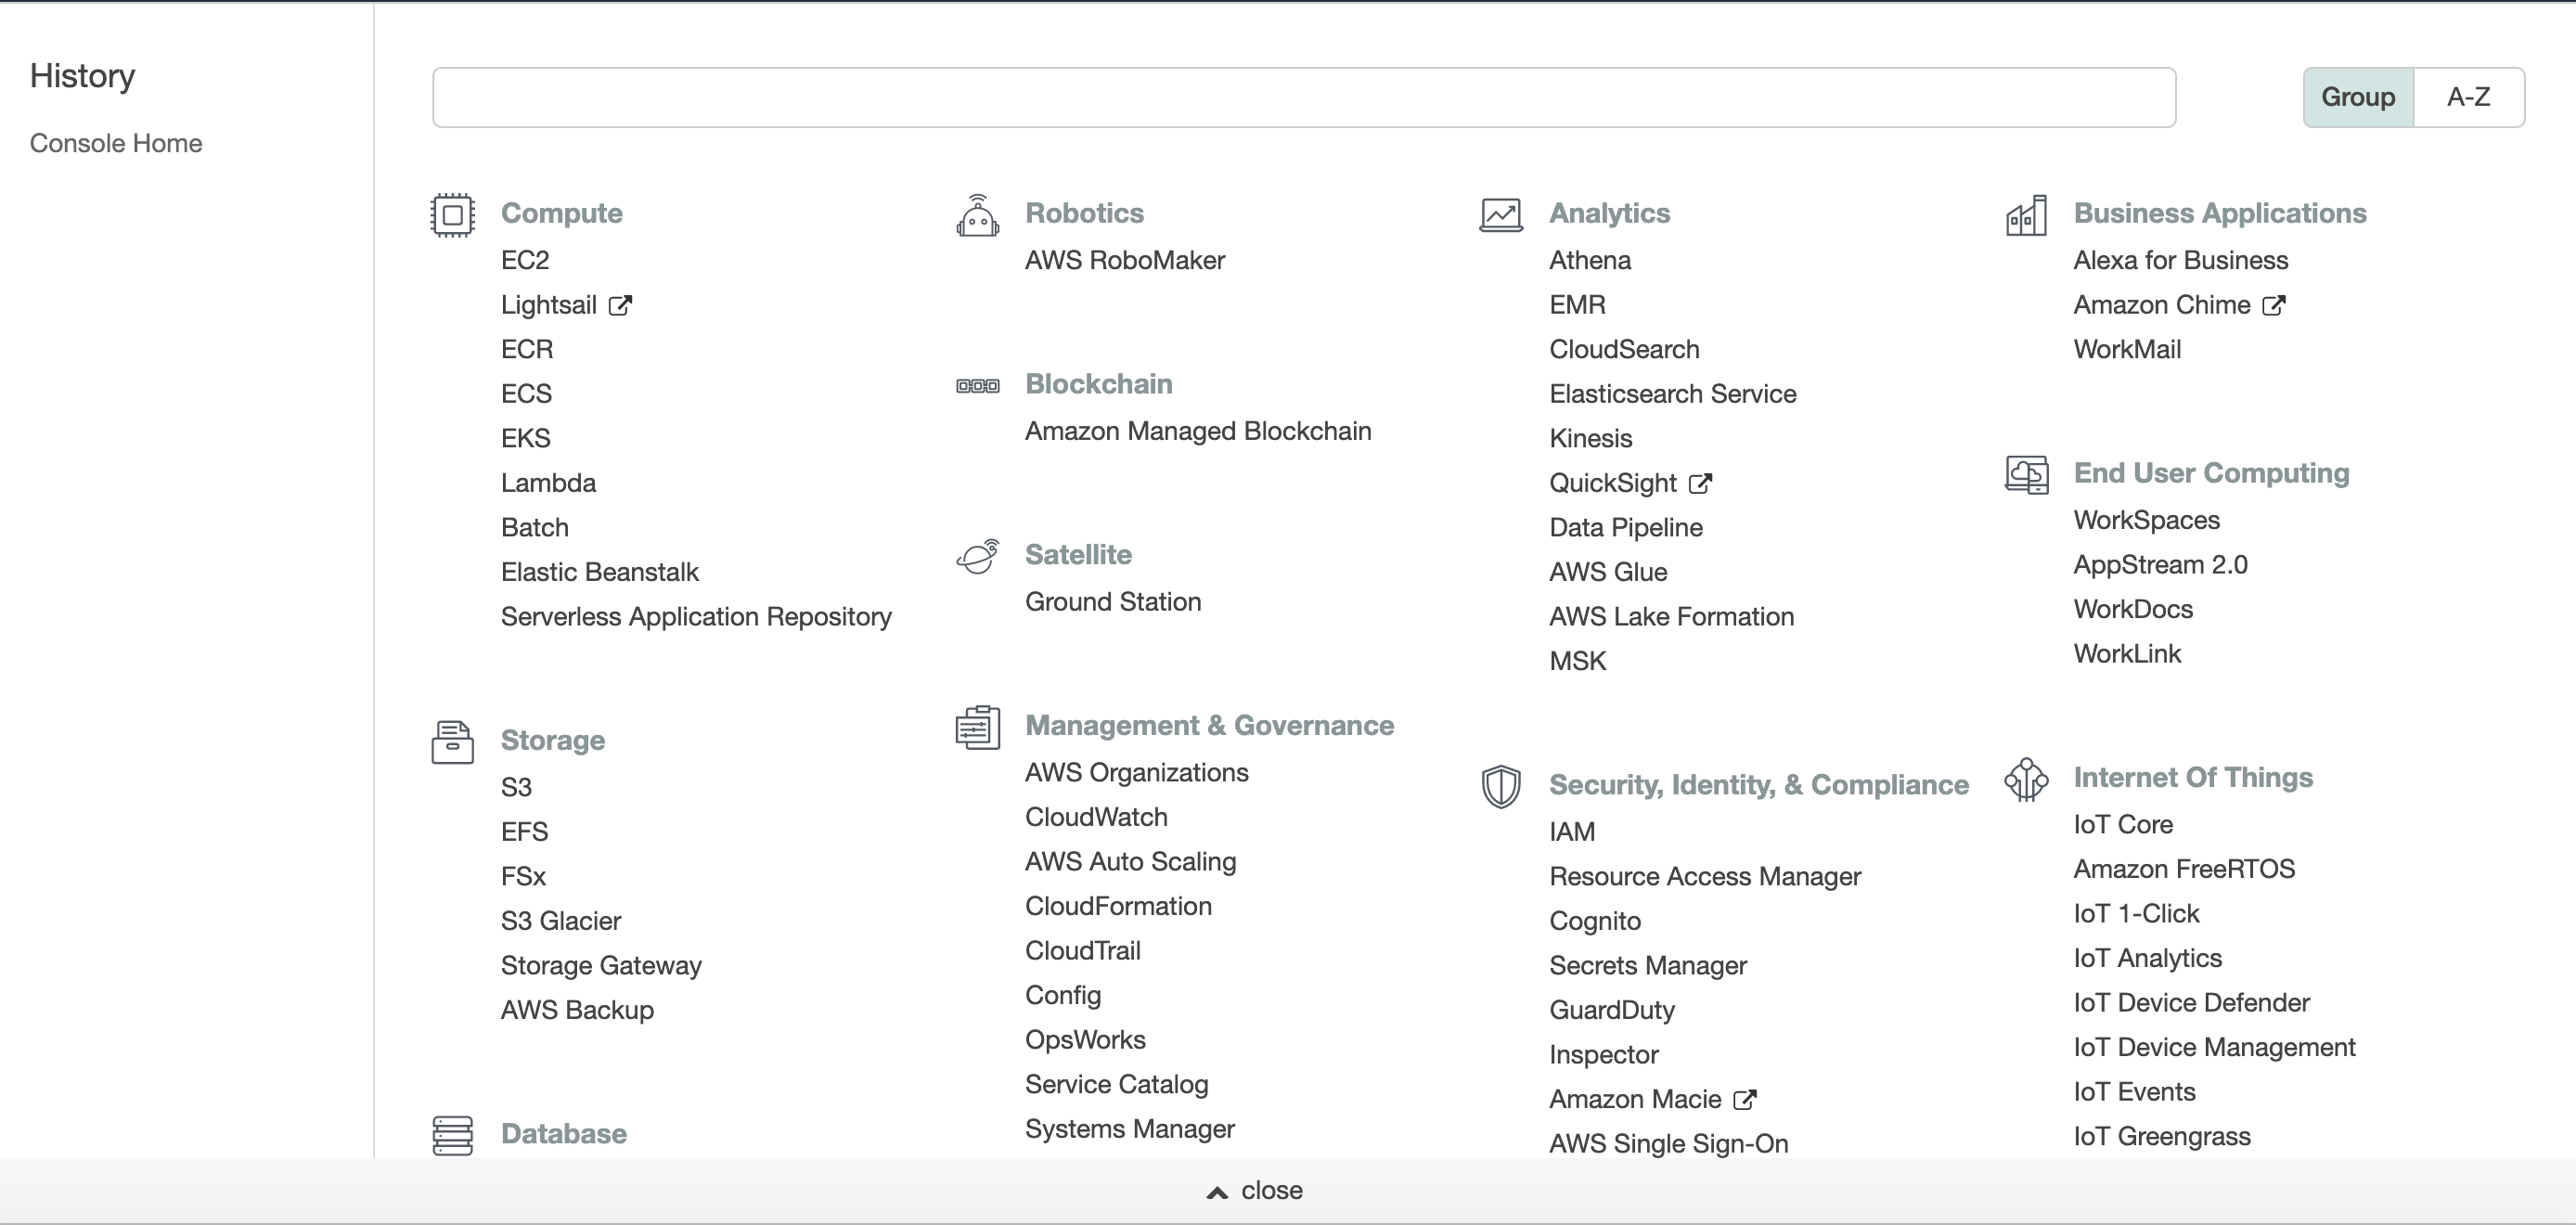 History
Console Home
Group
A-Z
Compute
EC2
Lightsail
ECR
ECS
EKS
Lambda
Batch
Elastic Beanstalk
Serverless Application Repository
Storage
S3
EFS
FSx
S3 Glacier
Storage Gateway
AWS Backup
Database
Robotics
AWS RoboMaker
Blockchain
Amazon Managed Blockchain
Satellite
Ground Station
Management & Governance
AWS Organizations
CloudWatch
AWS Auto Scaling
CloudFormation
CloudTrail
Config
OpsWorks
Service Catalog
Systems Manager
Analytics
Athena
EMR
CloudSearch
Elasticsearch Service
Kinesis
QuickSight
Data Pipeline
AWS Glue
AWS Lake Formation
MSK
Security, Identity, & Compliance
IAM
Resource Access Manager
Cognito
Secrets Manager
GuardDuty
Inspector
Amazon Macie
AWS Single Sign-On
Business Applications
Alexa for Business
Amazon Chime
WorkMail
End User Computing
WorkSpaces
AppStream 2.0
WorkDocs
WorkLink
Internet Of Things
IoT Core
Amazon FreeRTOS
IoT 1-Click
IoT Analytics
IoT Device Defender
IoT Device Management
IoT Events
IoT Greengrass
close